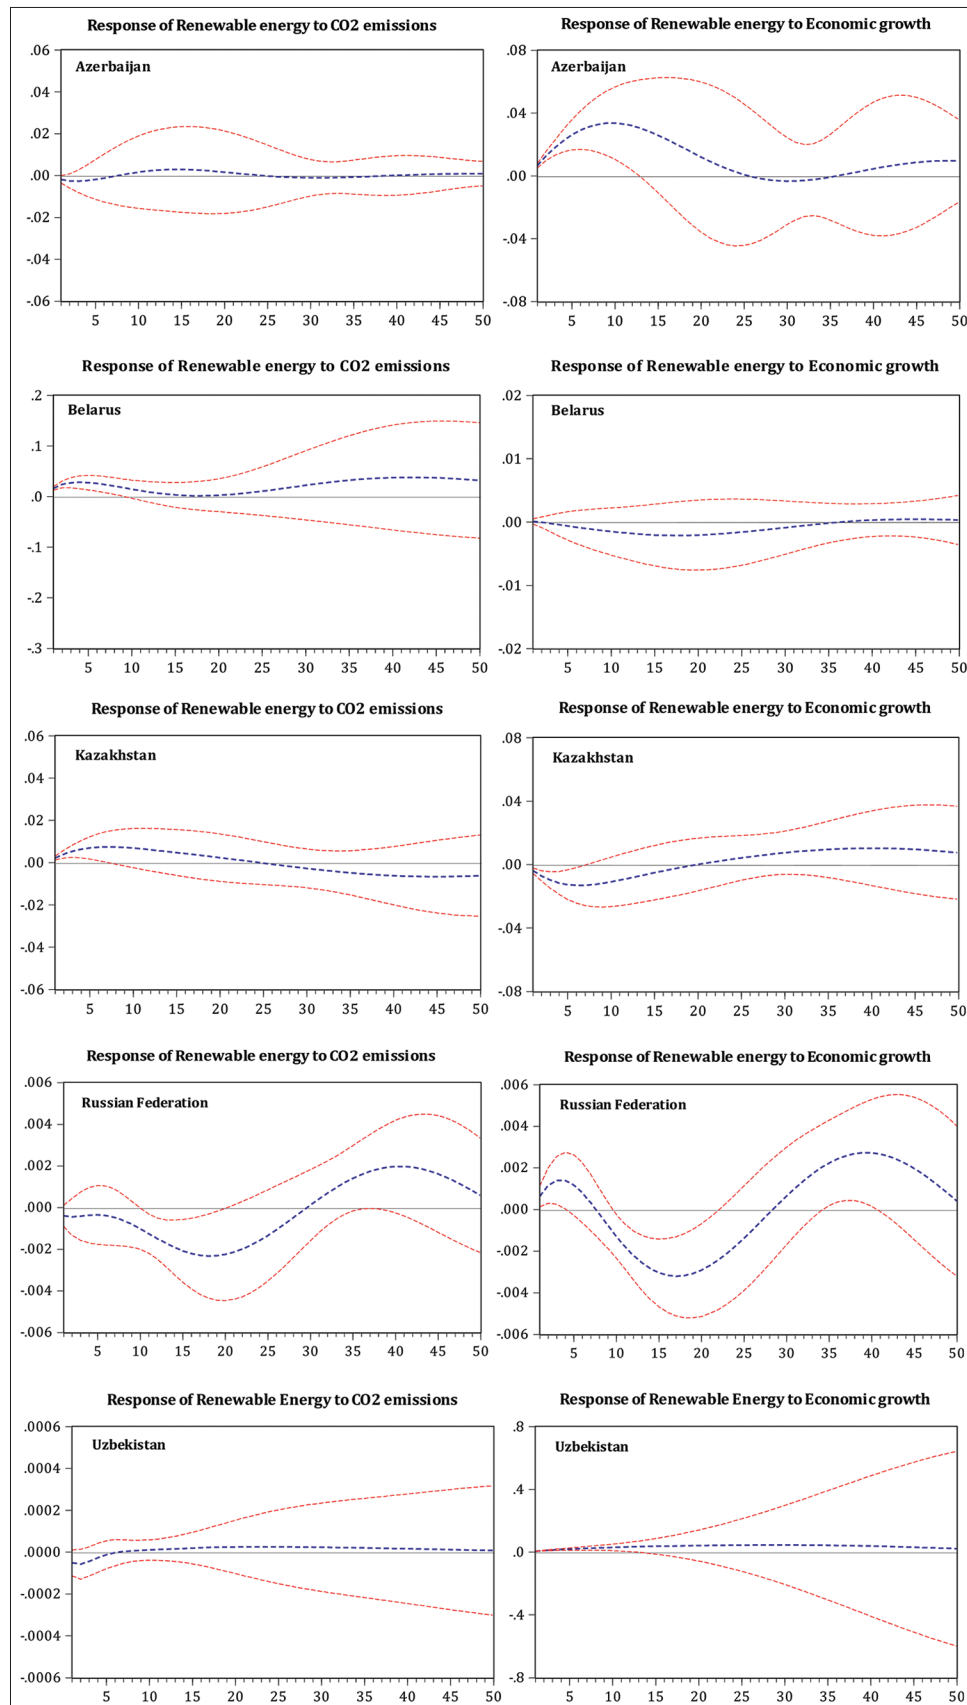 Response of Renewable energy to CO2 emissions
.06
.04
.02
.00
-.02
-.04
-.06
Azerbaijan
5 10 15 20 25 30 35 40 45 50
Response of Renewable energy to Economic growth
.08
.04
.00
-.04
-.08
Azerbaijan
5 10 15 20 25 30 35 40 45 50
Response of Renewable energy to CO2 emissions
.2
.1
.0
-.1
-.2
-.3
Belarus
5 10 15 20 25 30 35 40 45 50
Response of Renewable energy to Economic growth
.02
.01
.00
-.01
-.02
Belarus
5 10 15 20 25 30 35 40 45 50
Response of Renewable energy to CO2 emissions
.06
.04
.02
.00
-.02
-.04
-.06
Kazakhstan
5 10 15 20 25 30 35 40 45 50
Response of Renewable energy to Economic growth
.08
.04
.00
-.04
-.08
Kazakhstan
5 10 15 20 25 30 35 40 45 50
Response of Renewable energy to CO2 emissions
.006
.004
.002
.000
-.002
-.004
-.006
Russian Federation
5 10 15 20 25 30 35 40 45 50
Response of Renewable energy to Economic growth
.006
.004
.002
.000
-.002
-.004
-.006
Russian Federation
5 10 15 20 25 30 35 40 45 50
Response of Renewable Energy to CO2 emissions
.0006
.0004
.0002
.0000
-.0002
-.0004
-.0006
Uzbekistan
5 10 15 20 25 30 35 40 45 50
Response of Renewable Energy to Economic growth
.8
.4
.0
-.4
-.8
Uzbekistan
5 10 15 20 25 30 35 40 45 50